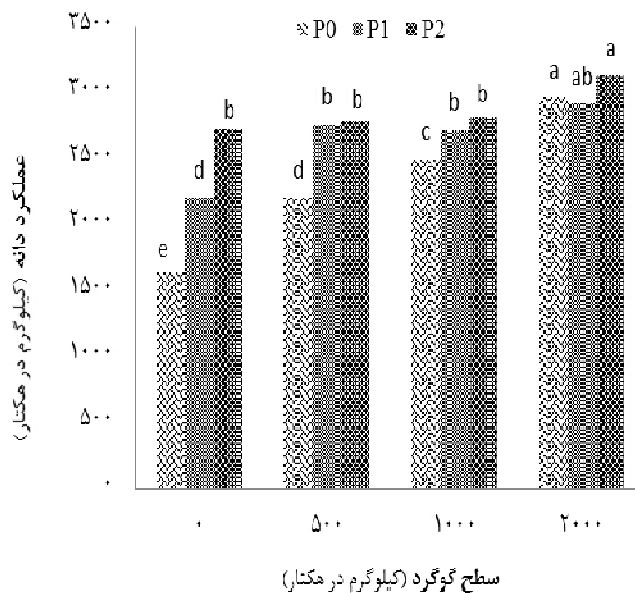 ۳۵۰۰
P0 P1 P2
۳۰۰۰
a ab a
b b b b b
۲۵۰۰
c
d d
۲۰۰۰
e
۱۵۰۰
۱۰۰۰
۵۰۰
۰
عملکرد دانه (کیلوگرم در هکتار)
۰ ۵۰۰ ۱۰۰۰ ۲۰۰۰
سطح گوگرد (کیلوگرم در هکتار)